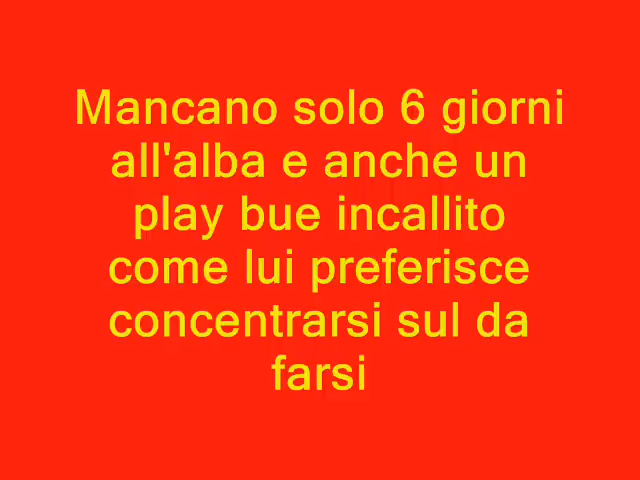 Mancano solo 6 giorni
all'alba e anche un
play bue incallito
come lui preferisce
concentrarsi sul da
farsi